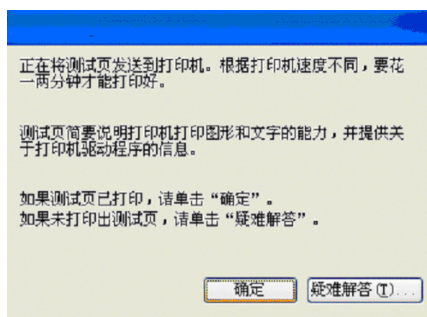 正在将测试页发送到打印机。根据打印机速度不同，要花
一两分钟才能打印好。
测试页简要说明打印机打印图形和文字的能力，并提供关
于打印机驱动程序的信息。
如果测试页已打印，请单击“确定”。
如果未打印出测试页，请单击“疑难解答”。
确定
疑难解答(T)...